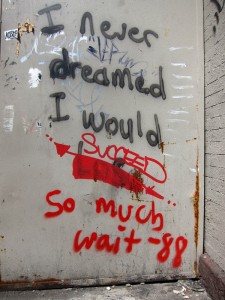 I never
dreamed
I would
SUCCEED
So much
wait -88